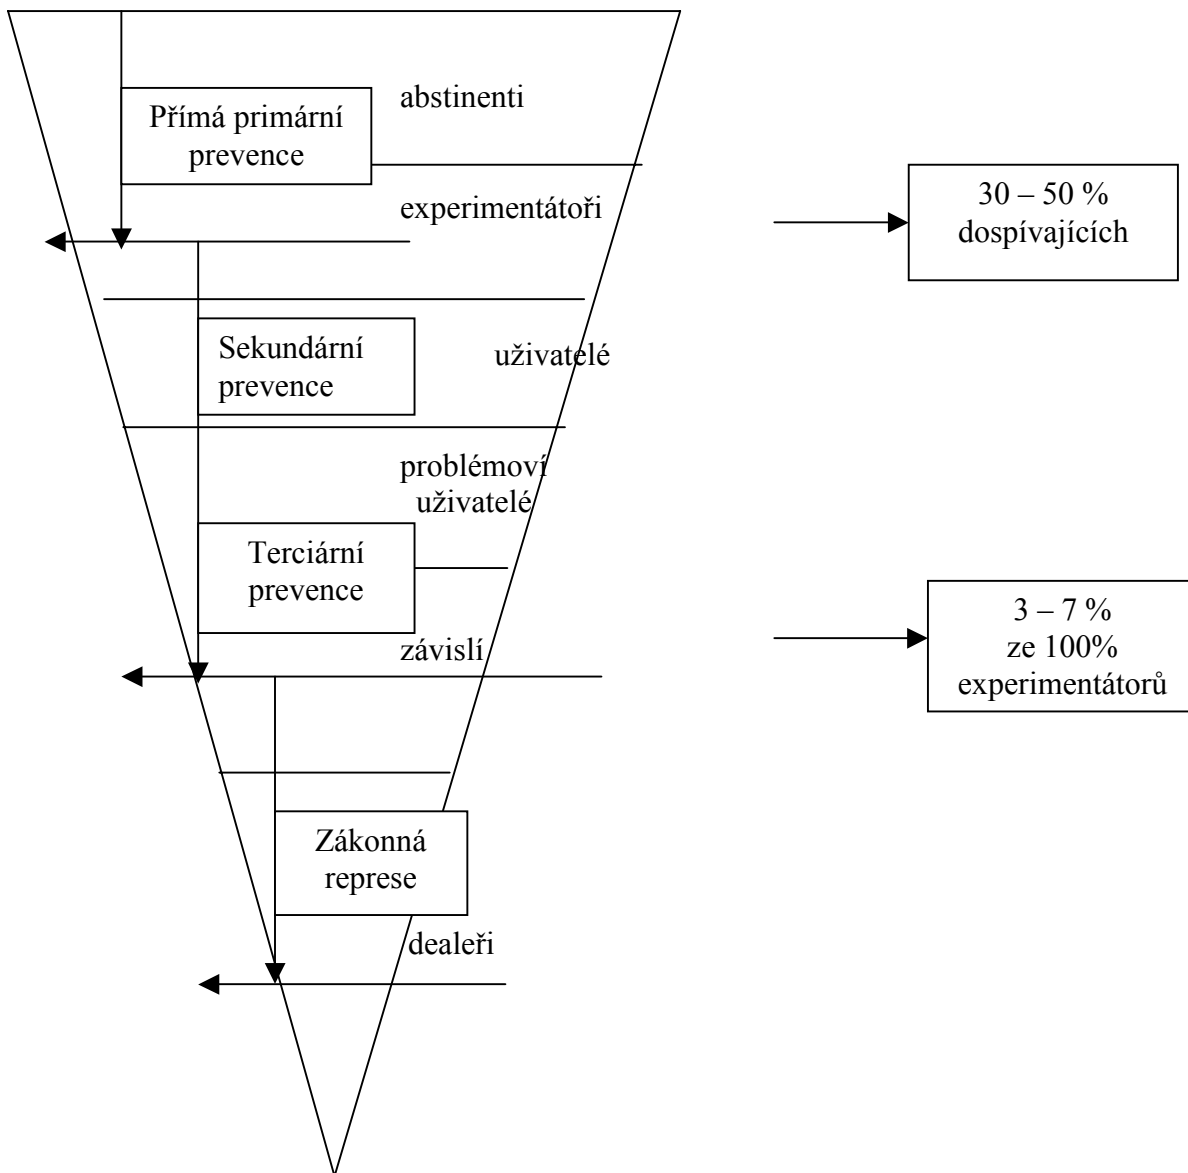 abstinenti
Přímá primární
prevence
experimentátoři
30 – 50 %
dospívajících
Sekundární
prevence
uživatelé
problémoví
uživatelé
Terciární
prevence
závislí
3 – 7 %
ze 100%
experimentátorů
Zákonná
represe
dealeři